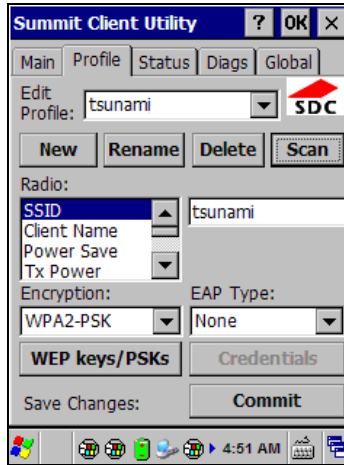 Summit Client Utility ? OK ×
Main Profile Status Diags Global
Edit
Profile: tsunami
SDC
New Rename Delete Scan
Radio:
SSID tsunami
Client Name
Power Save
Tx Power
Encryption: EAP Type:
WPA2-PSK None
WEP keys/PSKs Credentials
Save Changes: Commit
4:51 AM